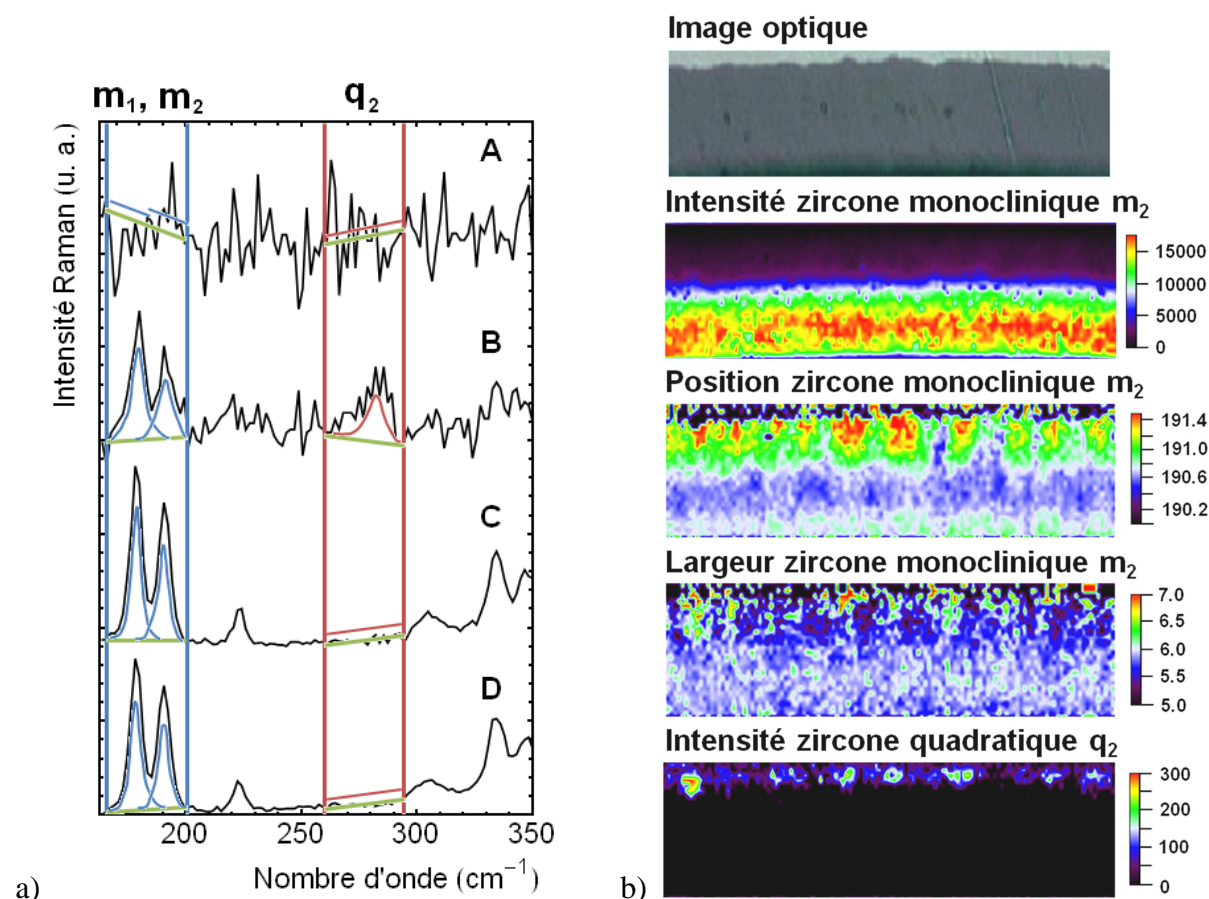 Image optique
m₁, m₂
q₂
A
B
C
D
Intensité Raman (u. a.)
200
250
300
350
Nombre d'onde (cm⁻¹)
a)
Intensité zircone monoclinique m₂
15000
10000
5000
0
Position zircone monoclinique m₂
191.4
191.0
190.6
190.2
Largeur zircone monoclinique m₂
7.0
6.5
6.0
5.5
5.0
Intensité zircone quadratique q₂
300
200
100
0
b)